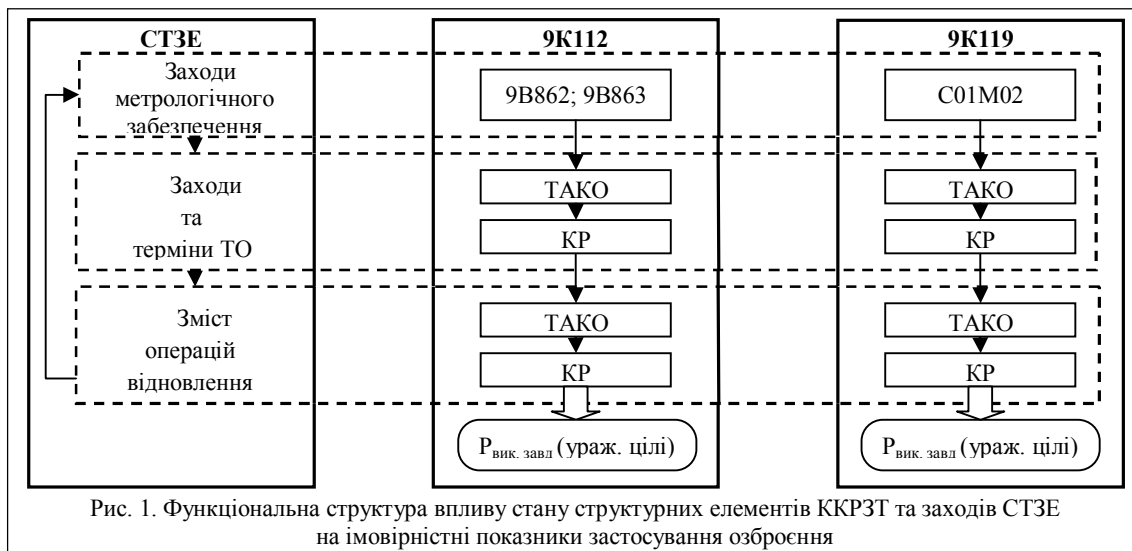 СТЗЕ
9К112
9К119
Заходи
метрологічного
забезпечення
9В862; 9В863
С01М02
Заходи
та
терміни ТО
ТАКО
КР
ТАКО
КР
Зміст
операцій
відновлення
ТАКО
КР
ТАКО
КР
Рвик. завд (ураж. цілі)
Рвик. завд (ураж. цілі)
Рис. 1. Функціональна структура впливу стану структурних елементів ККРЗТ та заходів СТЗЕ
на імовірністні показники застосування озброєння